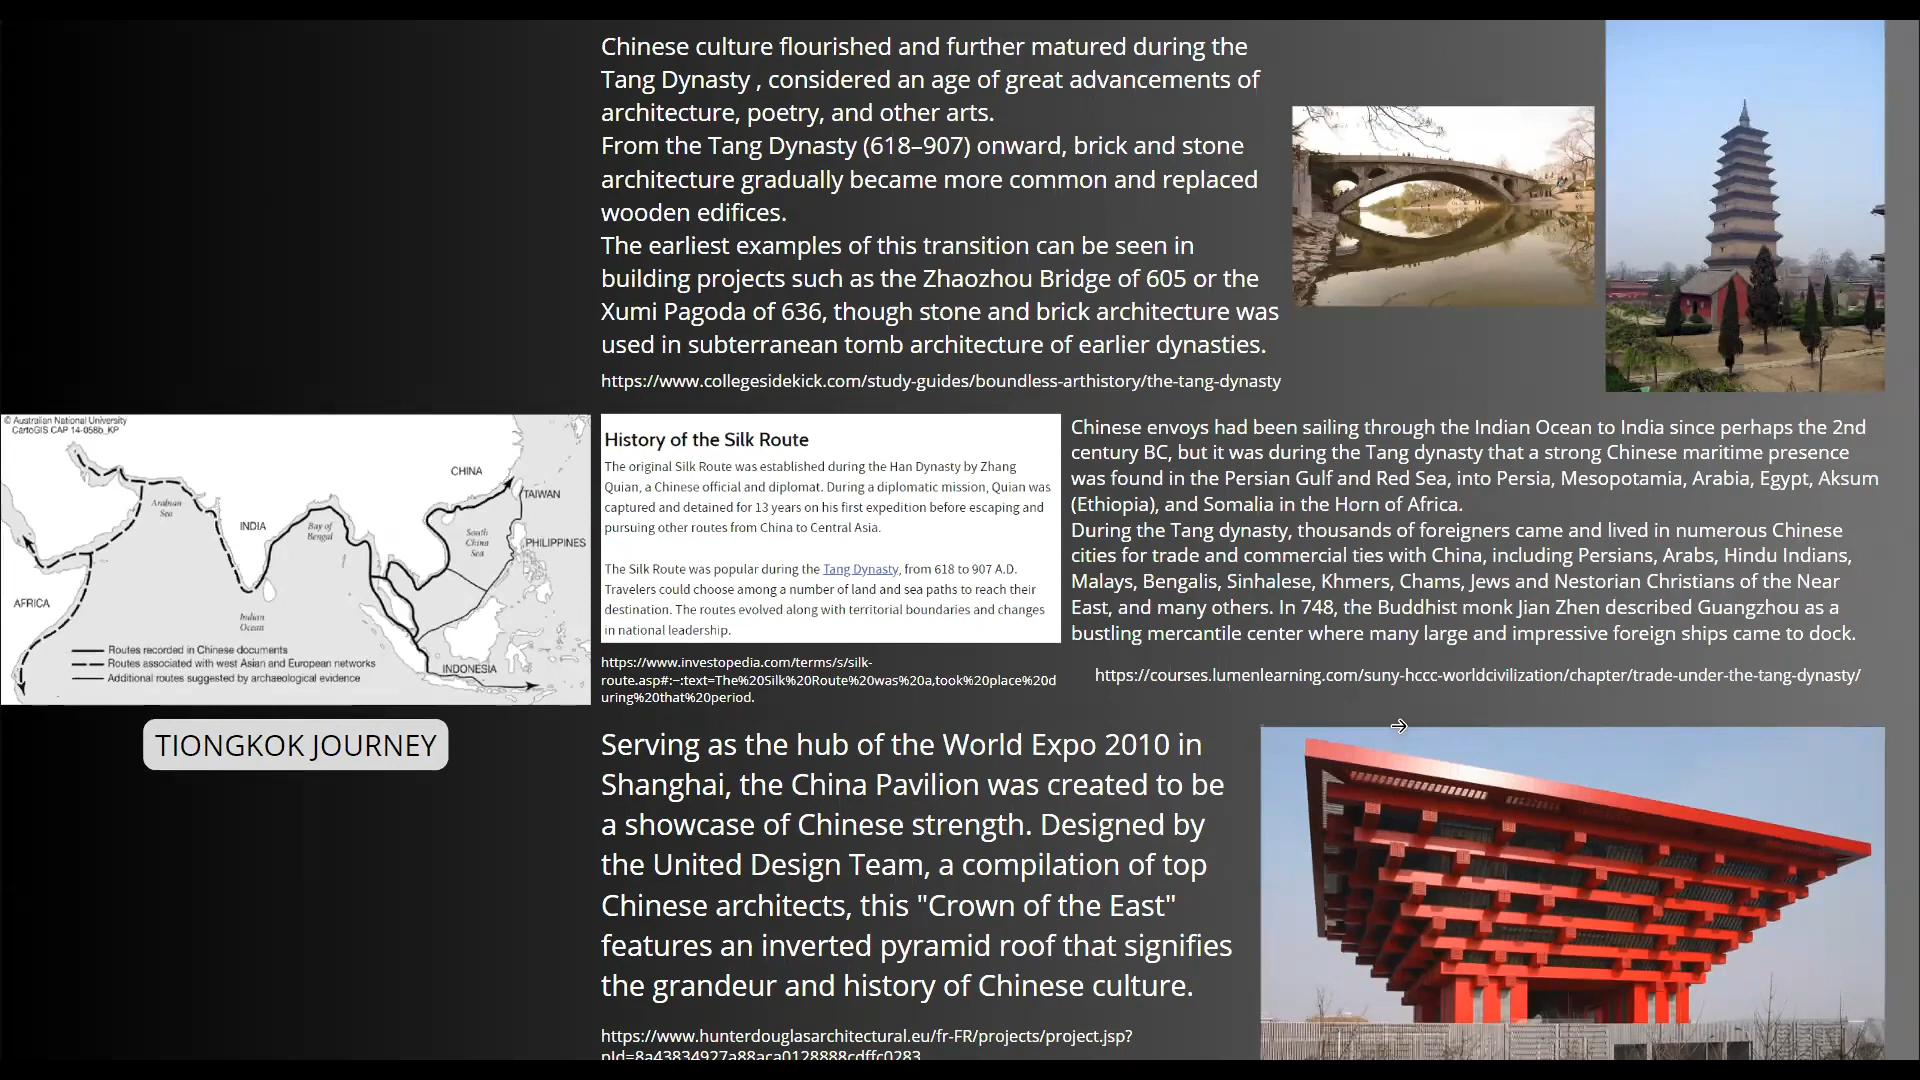 Chinese culture flourished and further matured during the
Tang Dynasty , considered an age of great advancements of
architecture, poetry, and other arts.
From the Tang Dynasty (618–907) onward, brick and stone
architecture gradually became more common and replaced
wooden edifices.
The earliest examples of this transition can be seen in
building projects such as the Zhaozhou Bridge of 605 or the
Xumi Pagoda of 636, though stone and brick architecture was
used in subterranean tomb architecture of earlier dynasties.
https://www.collegesidekick.com/study-guides/boundless-arthistory/the-tang-dynasty
© Australian National University
CartoGIS CAP 14-058b_KP
CHINA
TAIWAN
Arabian
Sea
INDIA
Bay of
Bengal
South
China
Sea
PHILIPPINES
AFRICA
Indian
Ocean
INDONESIA
Routes recorded in Chinese documents
Routes associated with west Asian and European networks
Additional routes suggested by archaeological evidence
TIONGKOK JOURNEY
History of the Silk Route
The original Silk Route was established during the Han Dynasty by Zhang
Quian, a Chinese official and diplomat. During a diplomatic mission, Quian was
captured and detained for 13 years on his first expedition before escaping and
pursuing other routes from China to Central Asia.
The Silk Route was popular during the Tang Dynasty, from 618 to 907 A.D.
Travelers could choose among a number of land and sea paths to reach their
destination. The routes evolved along with territorial boundaries and changes
in national leadership.
https://www.investopedia.com/terms/s/silk-
route.asp#:~:text=The%20Silk%20Route%20was%20a,took%20place%20d
uring%20that%20period.
Chinese envoys had been sailing through the Indian Ocean to India since perhaps the 2nd
century BC, but it was during the Tang dynasty that a strong Chinese maritime presence
was found in the Persian Gulf and Red Sea, into Persia, Mesopotamia, Arabia, Egypt, Aksum
(Ethiopia), and Somalia in the Horn of Africa.
During the Tang dynasty, thousands of foreigners came and lived in numerous Chinese
cities for trade and commercial ties with China, including Persians, Arabs, Hindu Indians,
Malays, Bengalis, Sinhalese, Khmers, Chams, Jews and Nestorian Christians of the Near
East, and many others. In 748, the Buddhist monk Jian Zhen described Guangzhou as a
bustling mercantile center where many large and impressive foreign ships came to dock.
https://courses.lumenlearning.com/suny-hccc-worldcivilization/chapter/trade-under-the-tang-dynasty/
Serving as the hub of the World Expo 2010 in
Shanghai, the China Pavilion was created to be
a showcase of Chinese strength. Designed by
the United Design Team, a compilation of top
Chinese architects, this "Crown of the East"
features an inverted pyramid roof that signifies
the grandeur and history of Chinese culture.
https://www.hunterdouglasarchitectural.eu/fr-FR/projects/project.jsp?
pId=8a43834927a88aca0128888cdffc0283